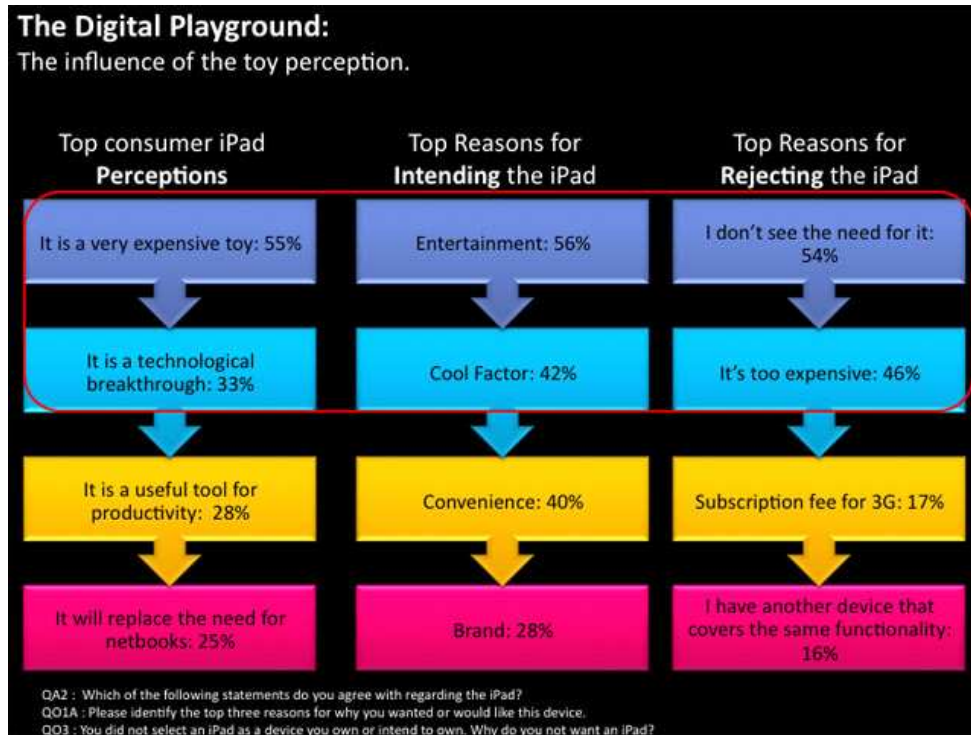 The Digital Playground:
The influence of the toy perception.
Top consumer iPad
Perceptions
It is a very expensive toy: 55%
It is a technological
breakthrough: 33%
It is a useful tool for
productivity: 28%
It will replace the need for
netbooks: 25%
Top Reasons for
Intending the iPad
Entertainment: 56%
Cool Factor: 42%
Convenience: 40%
Brand: 28%
Top Reasons for
Rejecting the iPad
I don't see the need for it:
54%
It's too expensive: 46%
Subscription fee for 3G: 17%
I have another device that
covers the same functionality:
16%
QA2 : Which of the following statements do you agree with regarding the iPad?
QO1A : Please identify the top three reasons for why you wanted or would like this device.
QO3 : You did not select an iPad as a device you own or intend to own. Why do you not want an iPad?